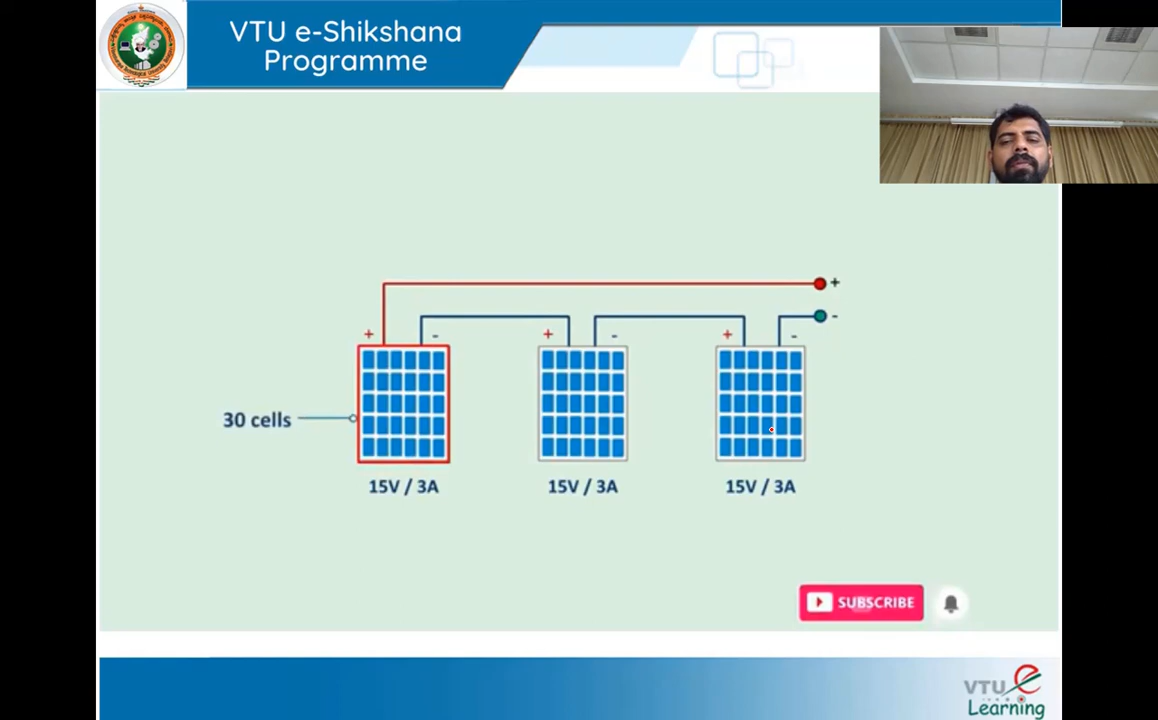 VTU e-Shikshana
Programme
+
-
+
-
+
-
+
-
30 cells
15V / 3A
15V / 3A
15V / 3A
SUBSCRIBE
VTU e
Learning